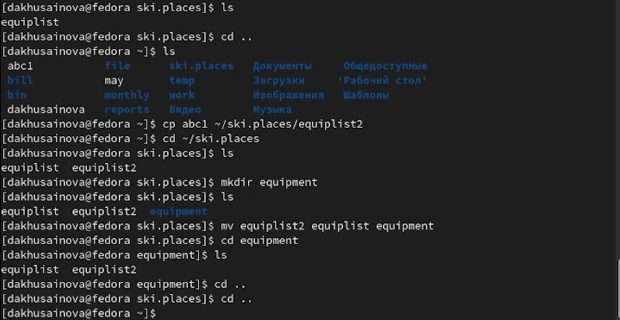 [dakhusainova@fedora ski.places]$ ls
equiplist
[dakhusainova@fedora ski.places]$ cd ..
[dakhusainova@fedora ~]$ ls
abc1 file ski.places Документы Общедоступные
bill may temp Загрузки 'Рабочий стол'
bin monthly work Изображения Шаблоны
dakhusainova reports Видео Музыка
[dakhusainova@fedora ~]$ cp abc1 ~/ski.places/equiplist2
[dakhusainova@fedora ~]$ cd ~/ski.places
[dakhusainova@fedora ski.places]$ ls
equiplist equiplist2
[dakhusainova@fedora ski.places]$ mkdir equipment
[dakhusainova@fedora ski.places]$ ls
equiplist equiplist2 equipment
[dakhusainova@fedora ski.places]$ mv equiplist2 equiplist equipment
[dakhusainova@fedora ski.places]$ cd equipment
[dakhusainova@fedora equipment]$ ls
equiplist equiplist2
[dakhusainova@fedora equipment]$ cd ..
[dakhusainova@fedora ski.places]$ cd ..
[dakhusainova@fedora ~]$